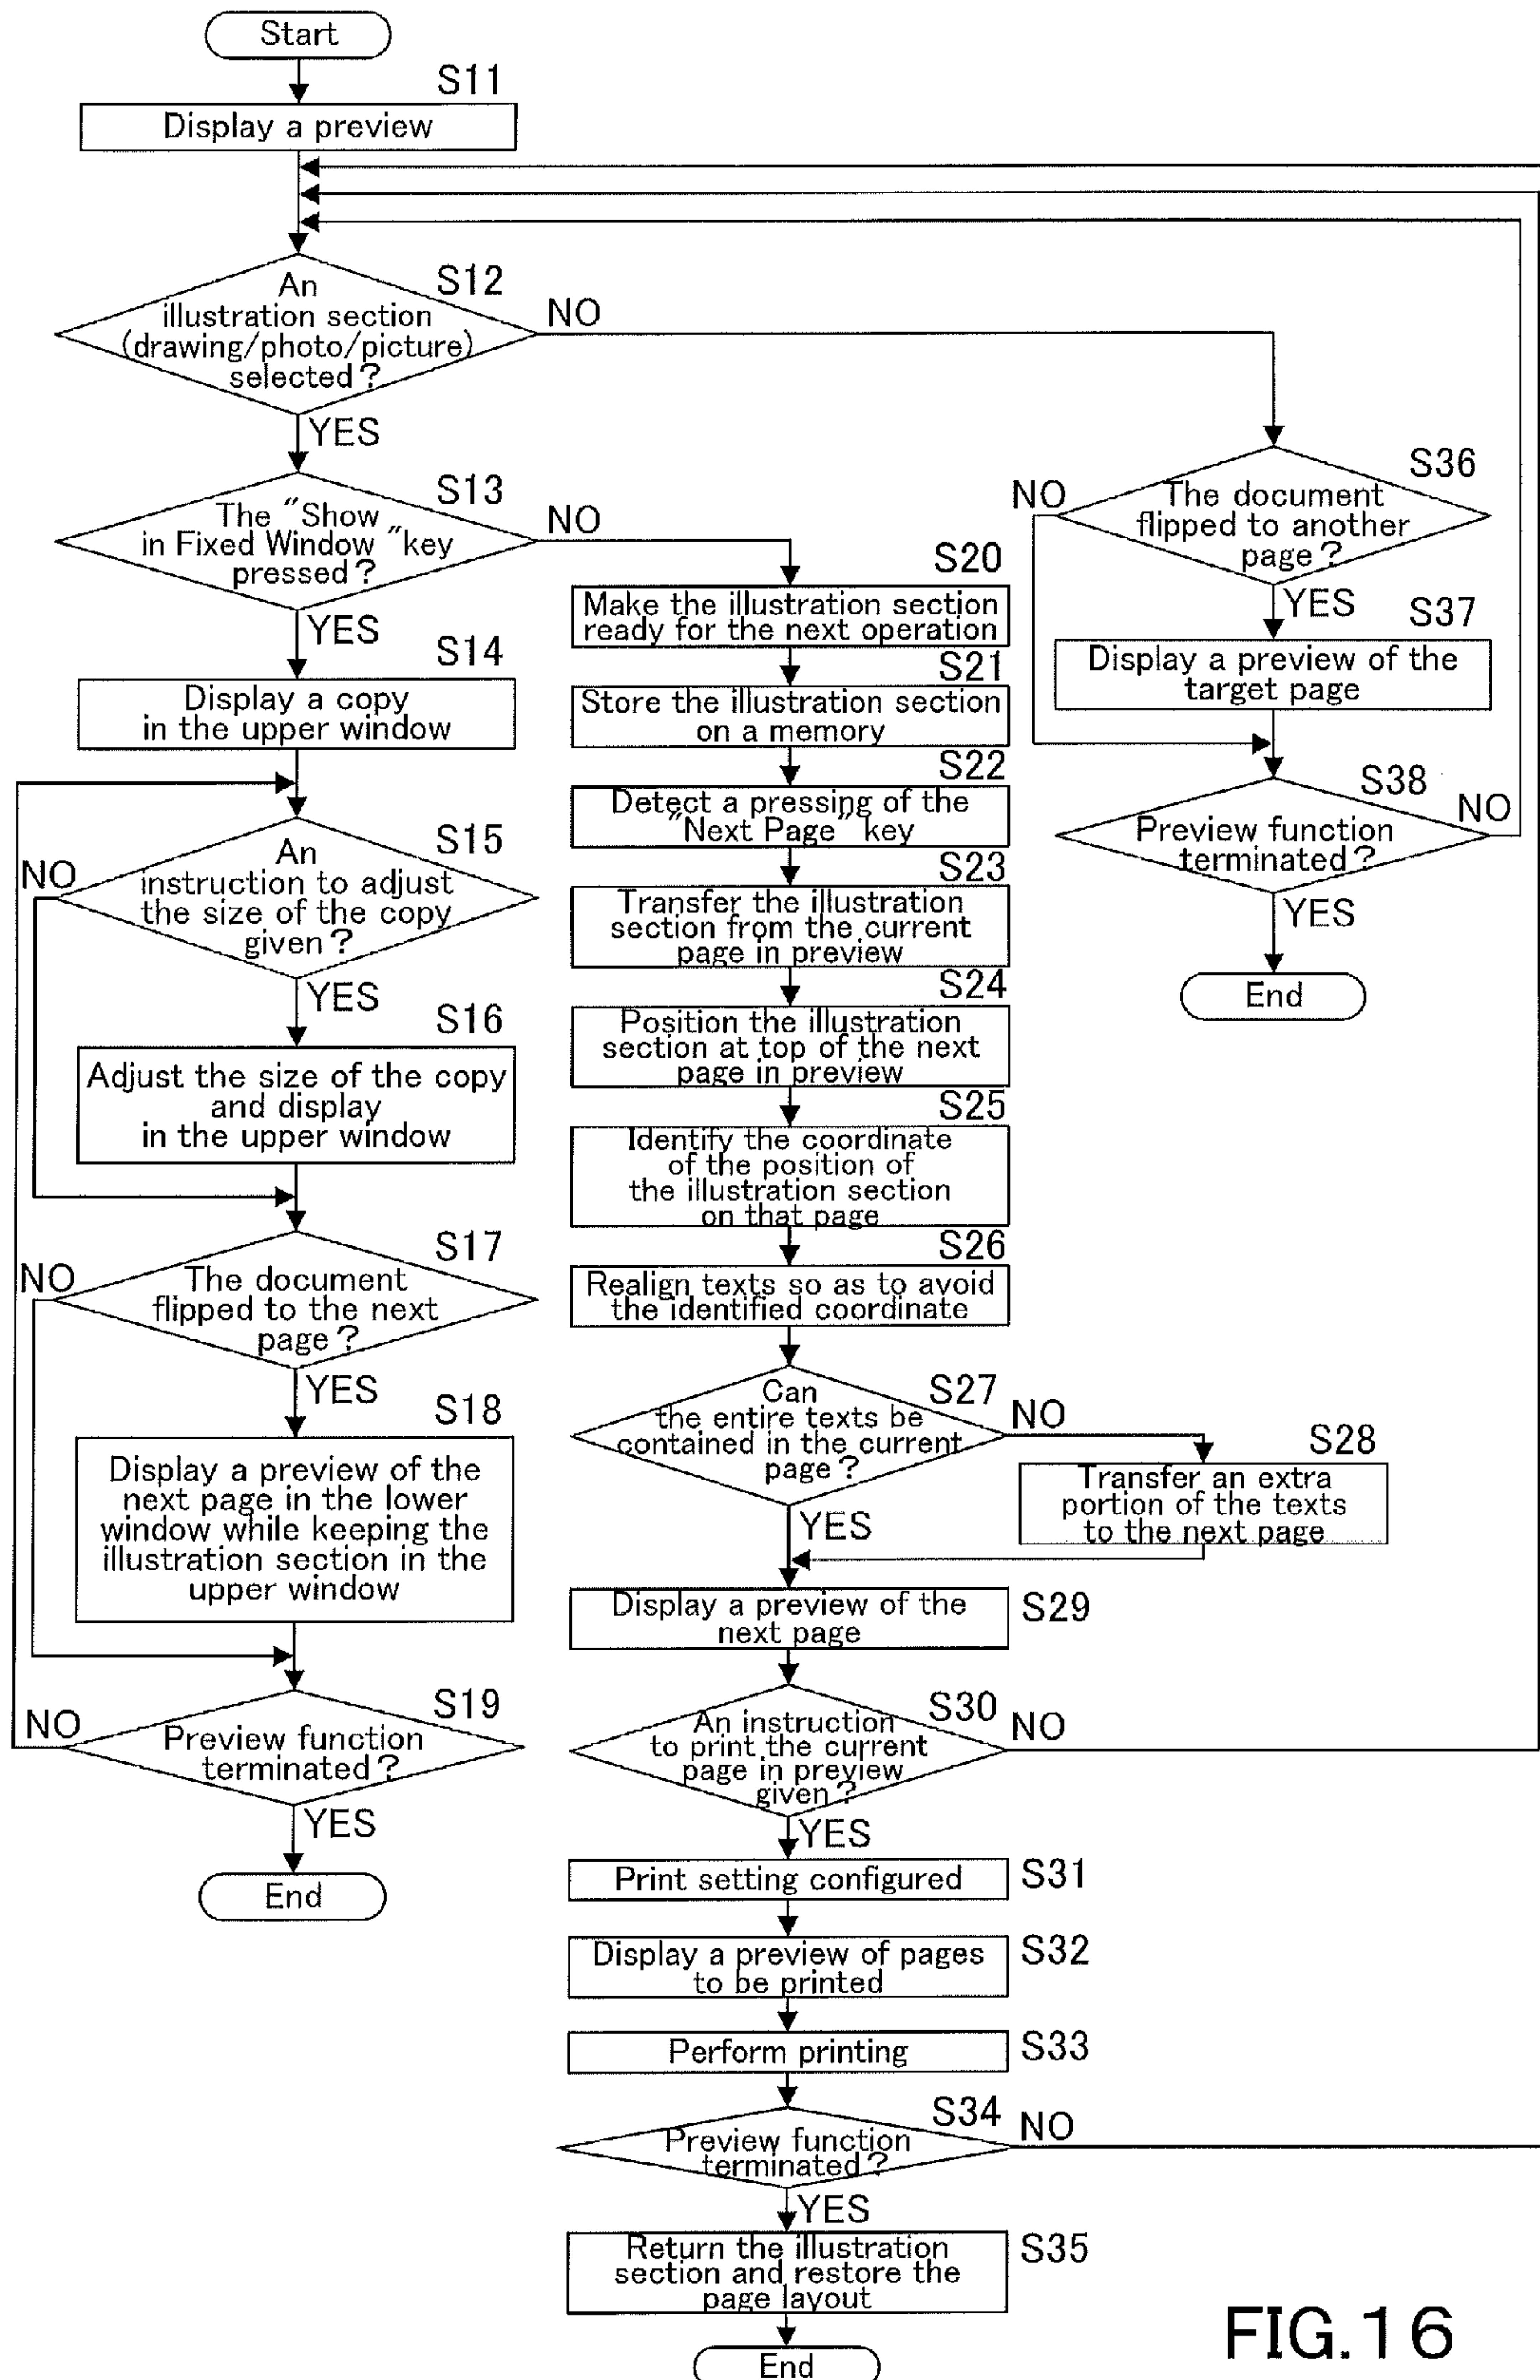 Start
S11
Display a preview
S12
An
illustration section
(drawing/photo/picture)
selected?
NO
YES
S13
The "Show
in Fixed Window "key
pressed?
NO
YES
S14
Display a copy
in the upper window
S15
An
instruction to adjust
the size of the copy
given?
NO
YES
S16
Adjust the size of the copy
and display
in the upper window
S17
The document
flipped to the next
page?
NO
YES
S18
Display a preview of the
next page in the lower
window while keeping the
illustration section in the
upper window
S19
Preview function
terminated?
NO
YES
End
S20
Make the illustration section
ready for the next operation
S21
Store the illustration section
on a memory
S22
Detect a pressing of the
"Next Page" key
S23
Transfer the illustration
section from the current
page in preview
S24
Position the illustration
section at top of the next
page in preview
S25
Identify the coordinate
of the position of
the illustration section
on that page
S26
Realign texts so as to avoid
the identified coordinate
S27
Can
the entire texts be
contained in the current
page?
NO
YES
S28
Transfer an extra
portion of the texts
to the next page
S29
Display a preview of the
next page
S30
An instruction
to print the current
page in preview
given?
NO
YES
S31
Print setting configured
S32
Display a preview of pages
to be printed
S33
Perform printing
S34
Preview function
terminated?
NO
YES
S35
Return the illustration
section and restore the
page layout
End
S36
The document
flipped to another
page?
NO
YES
S37
Display a preview of the
target page
S38
Preview function
terminated?
NO
YES
End
FIG.16